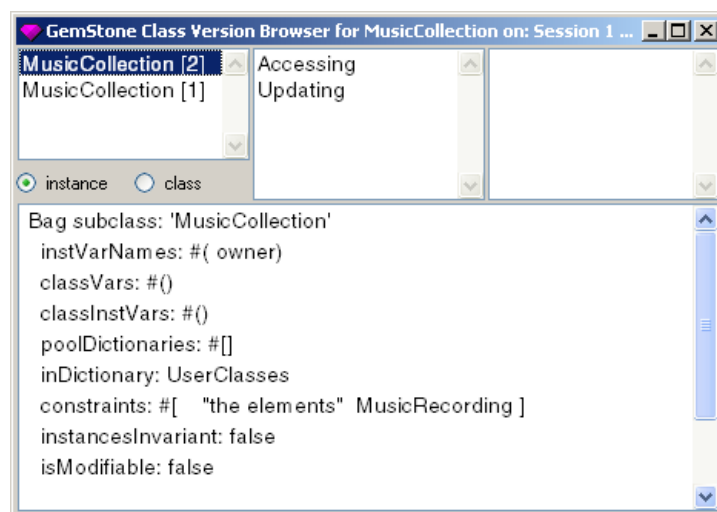 GemStone Class Version Browser for MusicCollection on: Session 1 ...
MusicCollection [2]
MusicCollection [1]
Accessing
Updating
instance
class
Bag subclass: 'MusicCollection'
instVarNames: #( owner)
classVars: #()
classInstVars: #()
poolDictionaries: #[]
inDictionary: UserClasses
constraints: #[ "the elements" MusicRecording ]
instancesInvariant: false
isModifiable: false